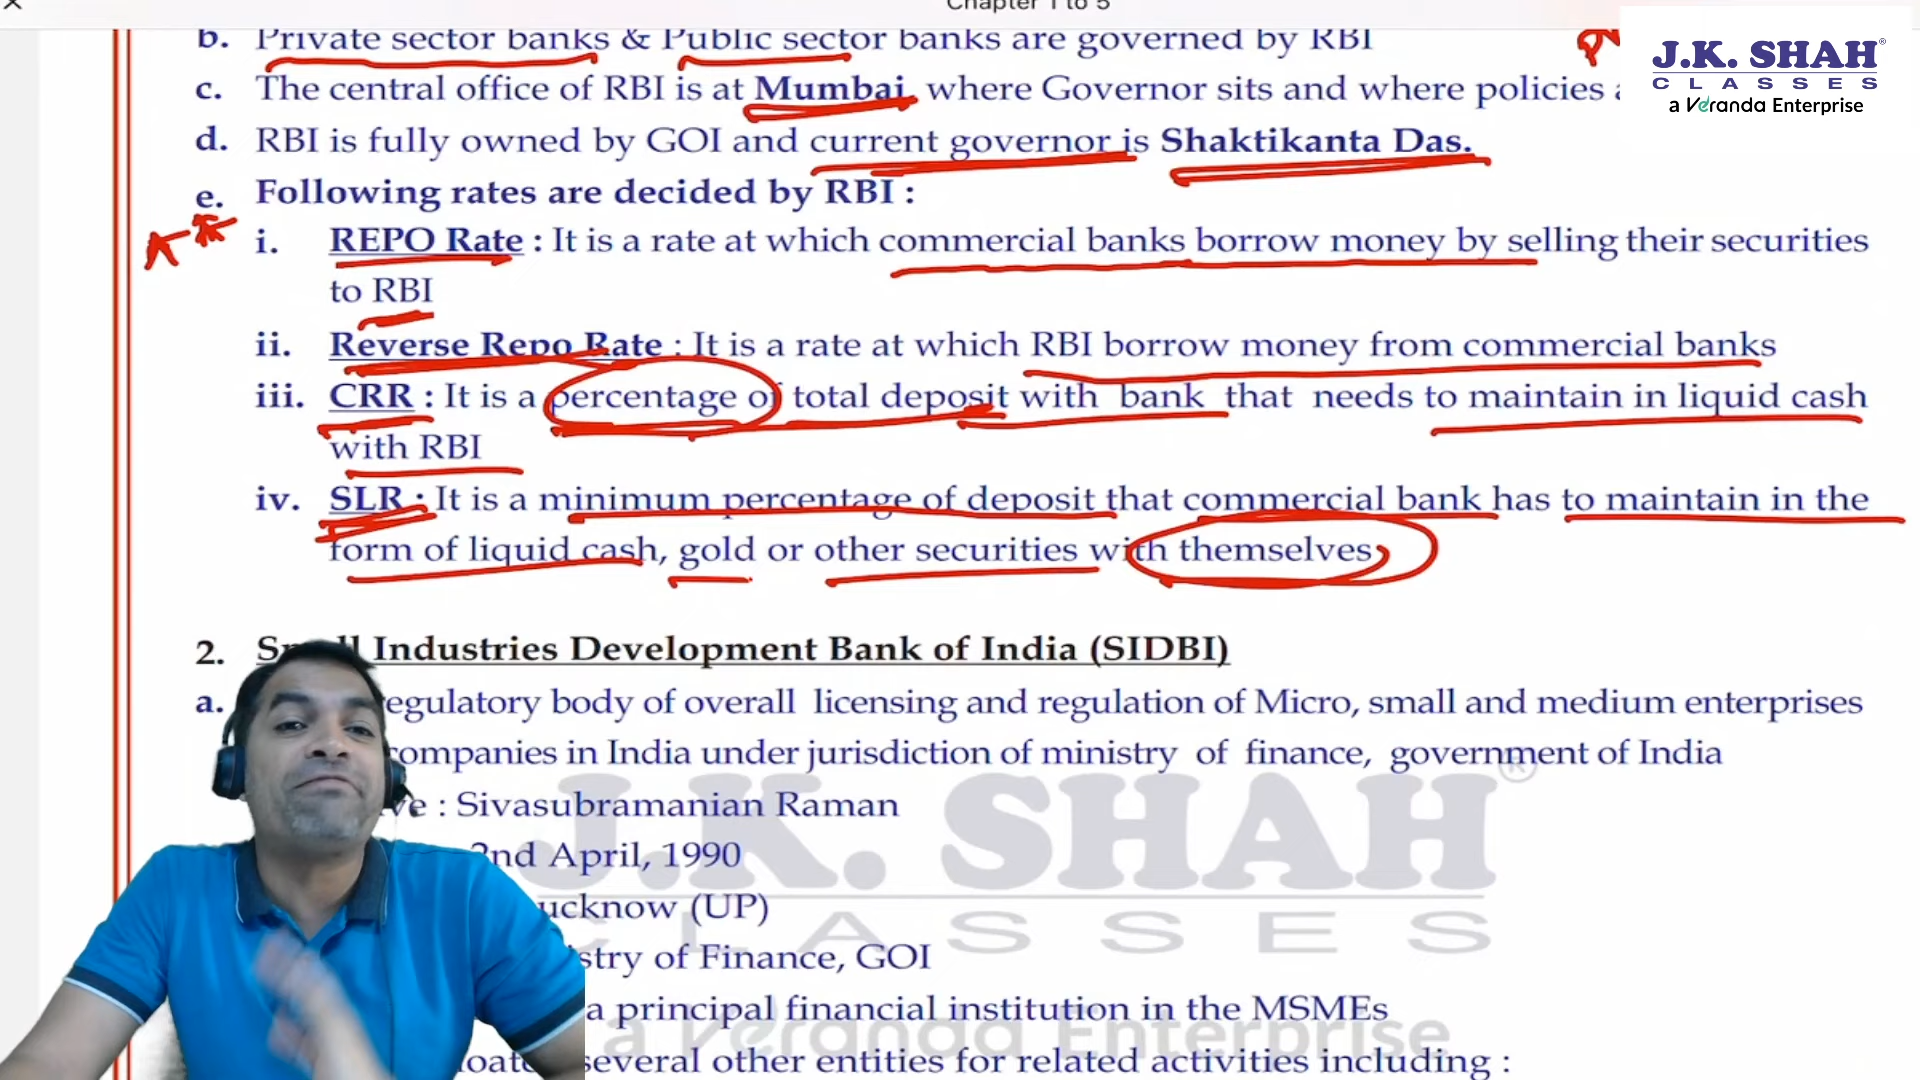 Chapter 1 to 5
J.K. SHAH®
CLASSES
a Veranda Enterprise
b. Private sector banks & Public sector banks are governed by RBI
c. The central office of RBI is at Mumbai, where Governor sits and where policies
d. RBI is fully owned by GOI and current governor is Shaktikanta Das.
e. Following rates are decided by RBI :
i. REPO Rate : It is a rate at which commercial banks borrow money by selling their securities
to RBI
ii. Reverse Repo Rate : It is a rate at which RBI borrow money from commercial banks
iii. CRR : It is a percentage of total deposit with bank that needs to maintain in liquid cash
with RBI
iv. SLR : It is a minimum percentage of deposit that commercial bank has to maintain in the
form of liquid cash, gold or other securities with themselves
2. Small Industries Development Bank of India (SIDBI)
a. regulatory body of overall licensing and regulation of Micro, small and medium enterprises
companies in India under jurisdiction of ministry of finance, government of India
: Sivasubramanian Raman
2nd April, 1990
Lucknow (UP)
of Finance, GOI
a principal financial institution in the MSMEs
several other entities for related activities including :
J.K. SHAH®
CLASSES
a Veranda Enterprise